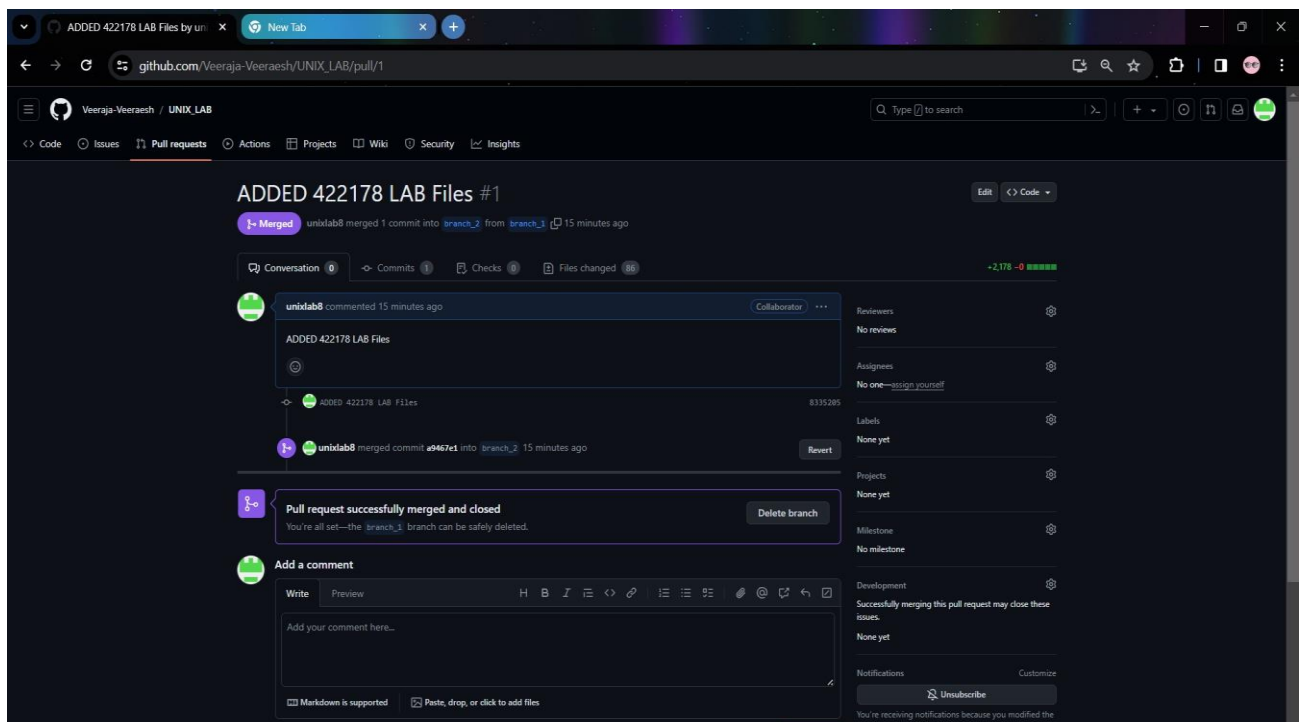 ADDED 422178 LAB Files by uni
New Tab
github.com/Veeraja-Veeraesh/UNIX_LAB/pull/1
Veeraja-Veeraesh / UNIX_LAB
Type / to search
Code Issues Pull requests Actions Projects Wiki Security Insights
ADDED 422178 LAB Files #1
Edit <> Code
Merged unixlab8 merged 1 commit into branch_2 from branch_1 15 minutes ago
Conversation 0 Commits 1 Checks 0 Files changed 86
+2,178 −0
unixlab8 commented 15 minutes ago
Collaborator
ADDED 422178 LAB Files
ADDED 422178 LAB Files
8335205
unixlab8 merged commit a9467e1 into branch_2 15 minutes ago
Revert
Pull request successfully merged and closed
You're all set—the branch_1 branch can be safely deleted.
Delete branch
Add a comment
Write Preview
H B I
Add your comment here...
Markdown is supported
Paste, drop, or click to add files
Reviewers
No reviews
Assignees
No one—assign yourself
Labels
None yet
Projects
None yet
Milestone
No milestone
Development
Successfully merging this pull request may close these
issues.
None yet
Notifications
Customize
Unsubscribe
You're receiving notifications because you modified the